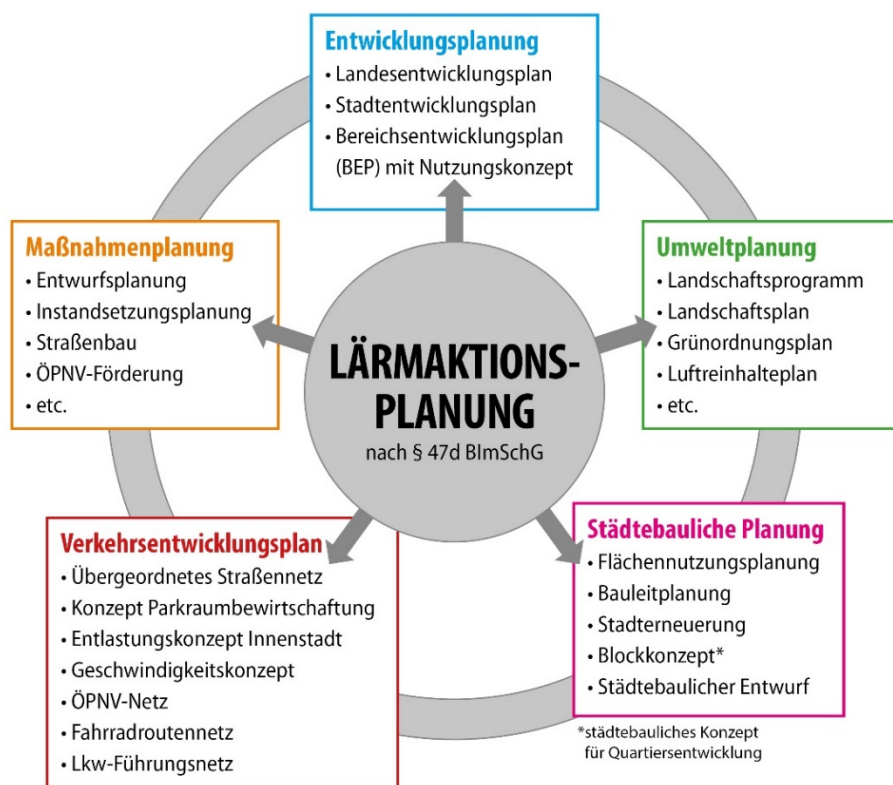 Entwicklungsplanung
• Landesentwicklungsplan
• Stadtentwicklungsplan
• Bereichsentwicklungsplan
(BEP) mit Nutzungskonzept
Maßnahmenplanung
• Entwurfsplanung
• Instandsetzungsplanung
• Straßenbau
• ÖPNV-Förderung
• etc.
Umweltplanung
• Landschaftsprogramm
• Landschaftsplan
• Grünordnungsplan
• Luftreinhalteplan
• etc.
LÄRMAKTIONS-
PLANUNG
nach § 47d BImSchG
Verkehrsentwicklungsplan
• Übergeordnetes Straßennetz
• Konzept Parkraumbewirtschaftung
• Entlastungskonzept Innenstadt
• Geschwindigkeitskonzept
• ÖPNV-Netz
• Fahrradroutennetz
• Lkw-Führungsnetz
Städtebauliche Planung
• Flächennutzungsplanung
• Bauleitplanung
• Stadterneuerung
• Blockkonzept*
• Städtebaulicher Entwurf
*städtebauliches Konzept
für Quartiersentwicklung